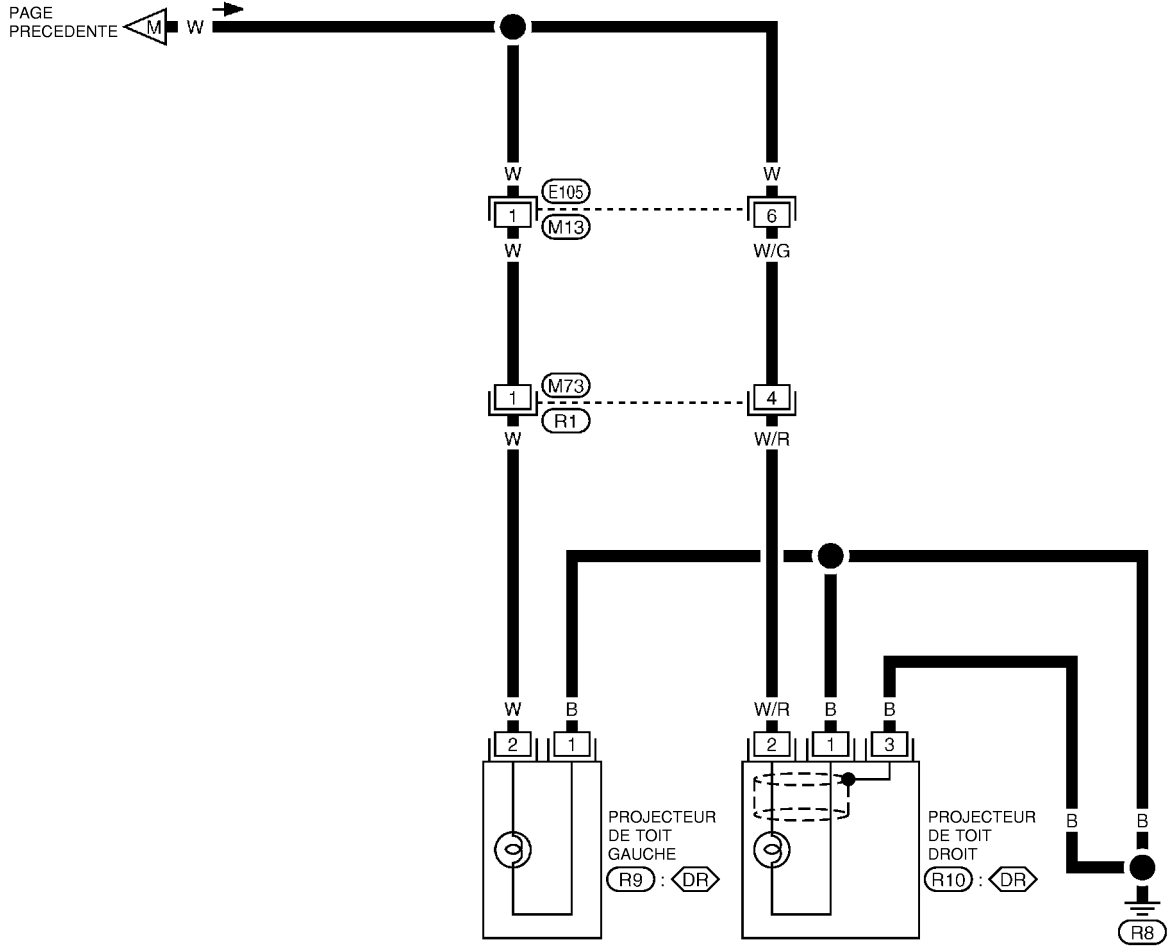 PAGE
PRECEDENTE
M
W
W
W
E105
1
6
M13
W
W/G
M73
1
4
R1
W
W/R
W
B
W/R
B
B
2
1
2
1
3
PROJECTEUR
DE TOIT
GAUCHE
R9 : DR
PROJECTEUR
DE TOIT
DROIT
R10 : DR
B
B
R8